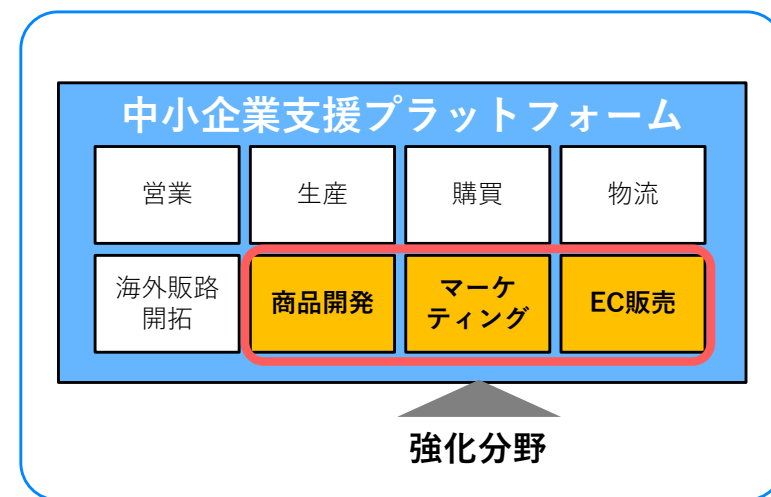 中小企業支援プラットフォーム
営業
生産
購買
物流
海外販路
開拓
商品開発
マーケ
ティング
EC販売
強化分野